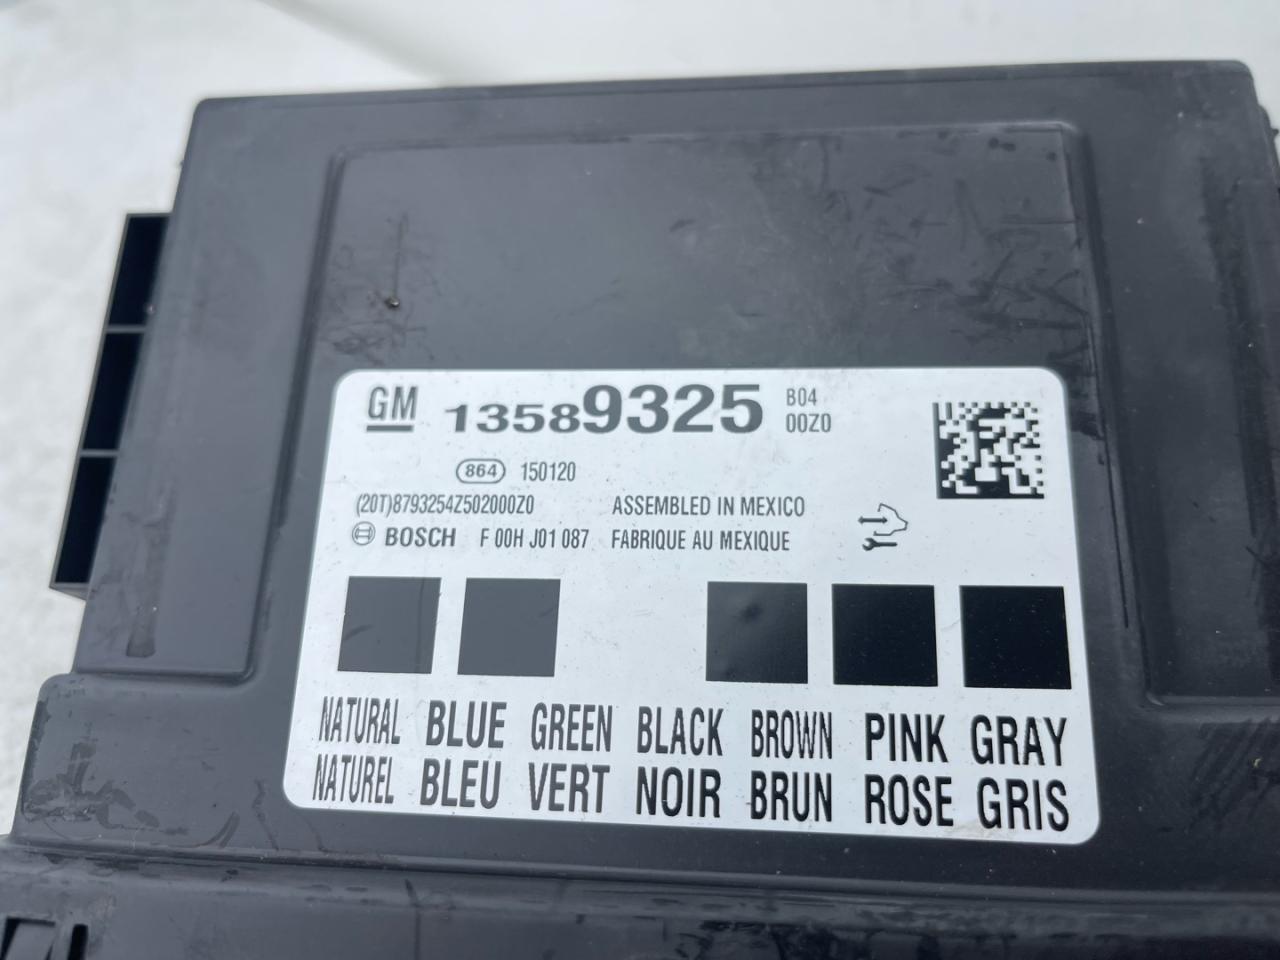 GM 13589325 B04
00Z0
864 150120
(20T)8793254Z502000Z0 ASSEMBLED IN MEXICO
BOSCH F 00H J01 087 FABRIQUE AU MEXIQUE
NATURAL BLUE GREEN BLACK BROWN PINK GRAY
NATUREL BLEU VERT NOIR BRUN ROSE GRIS